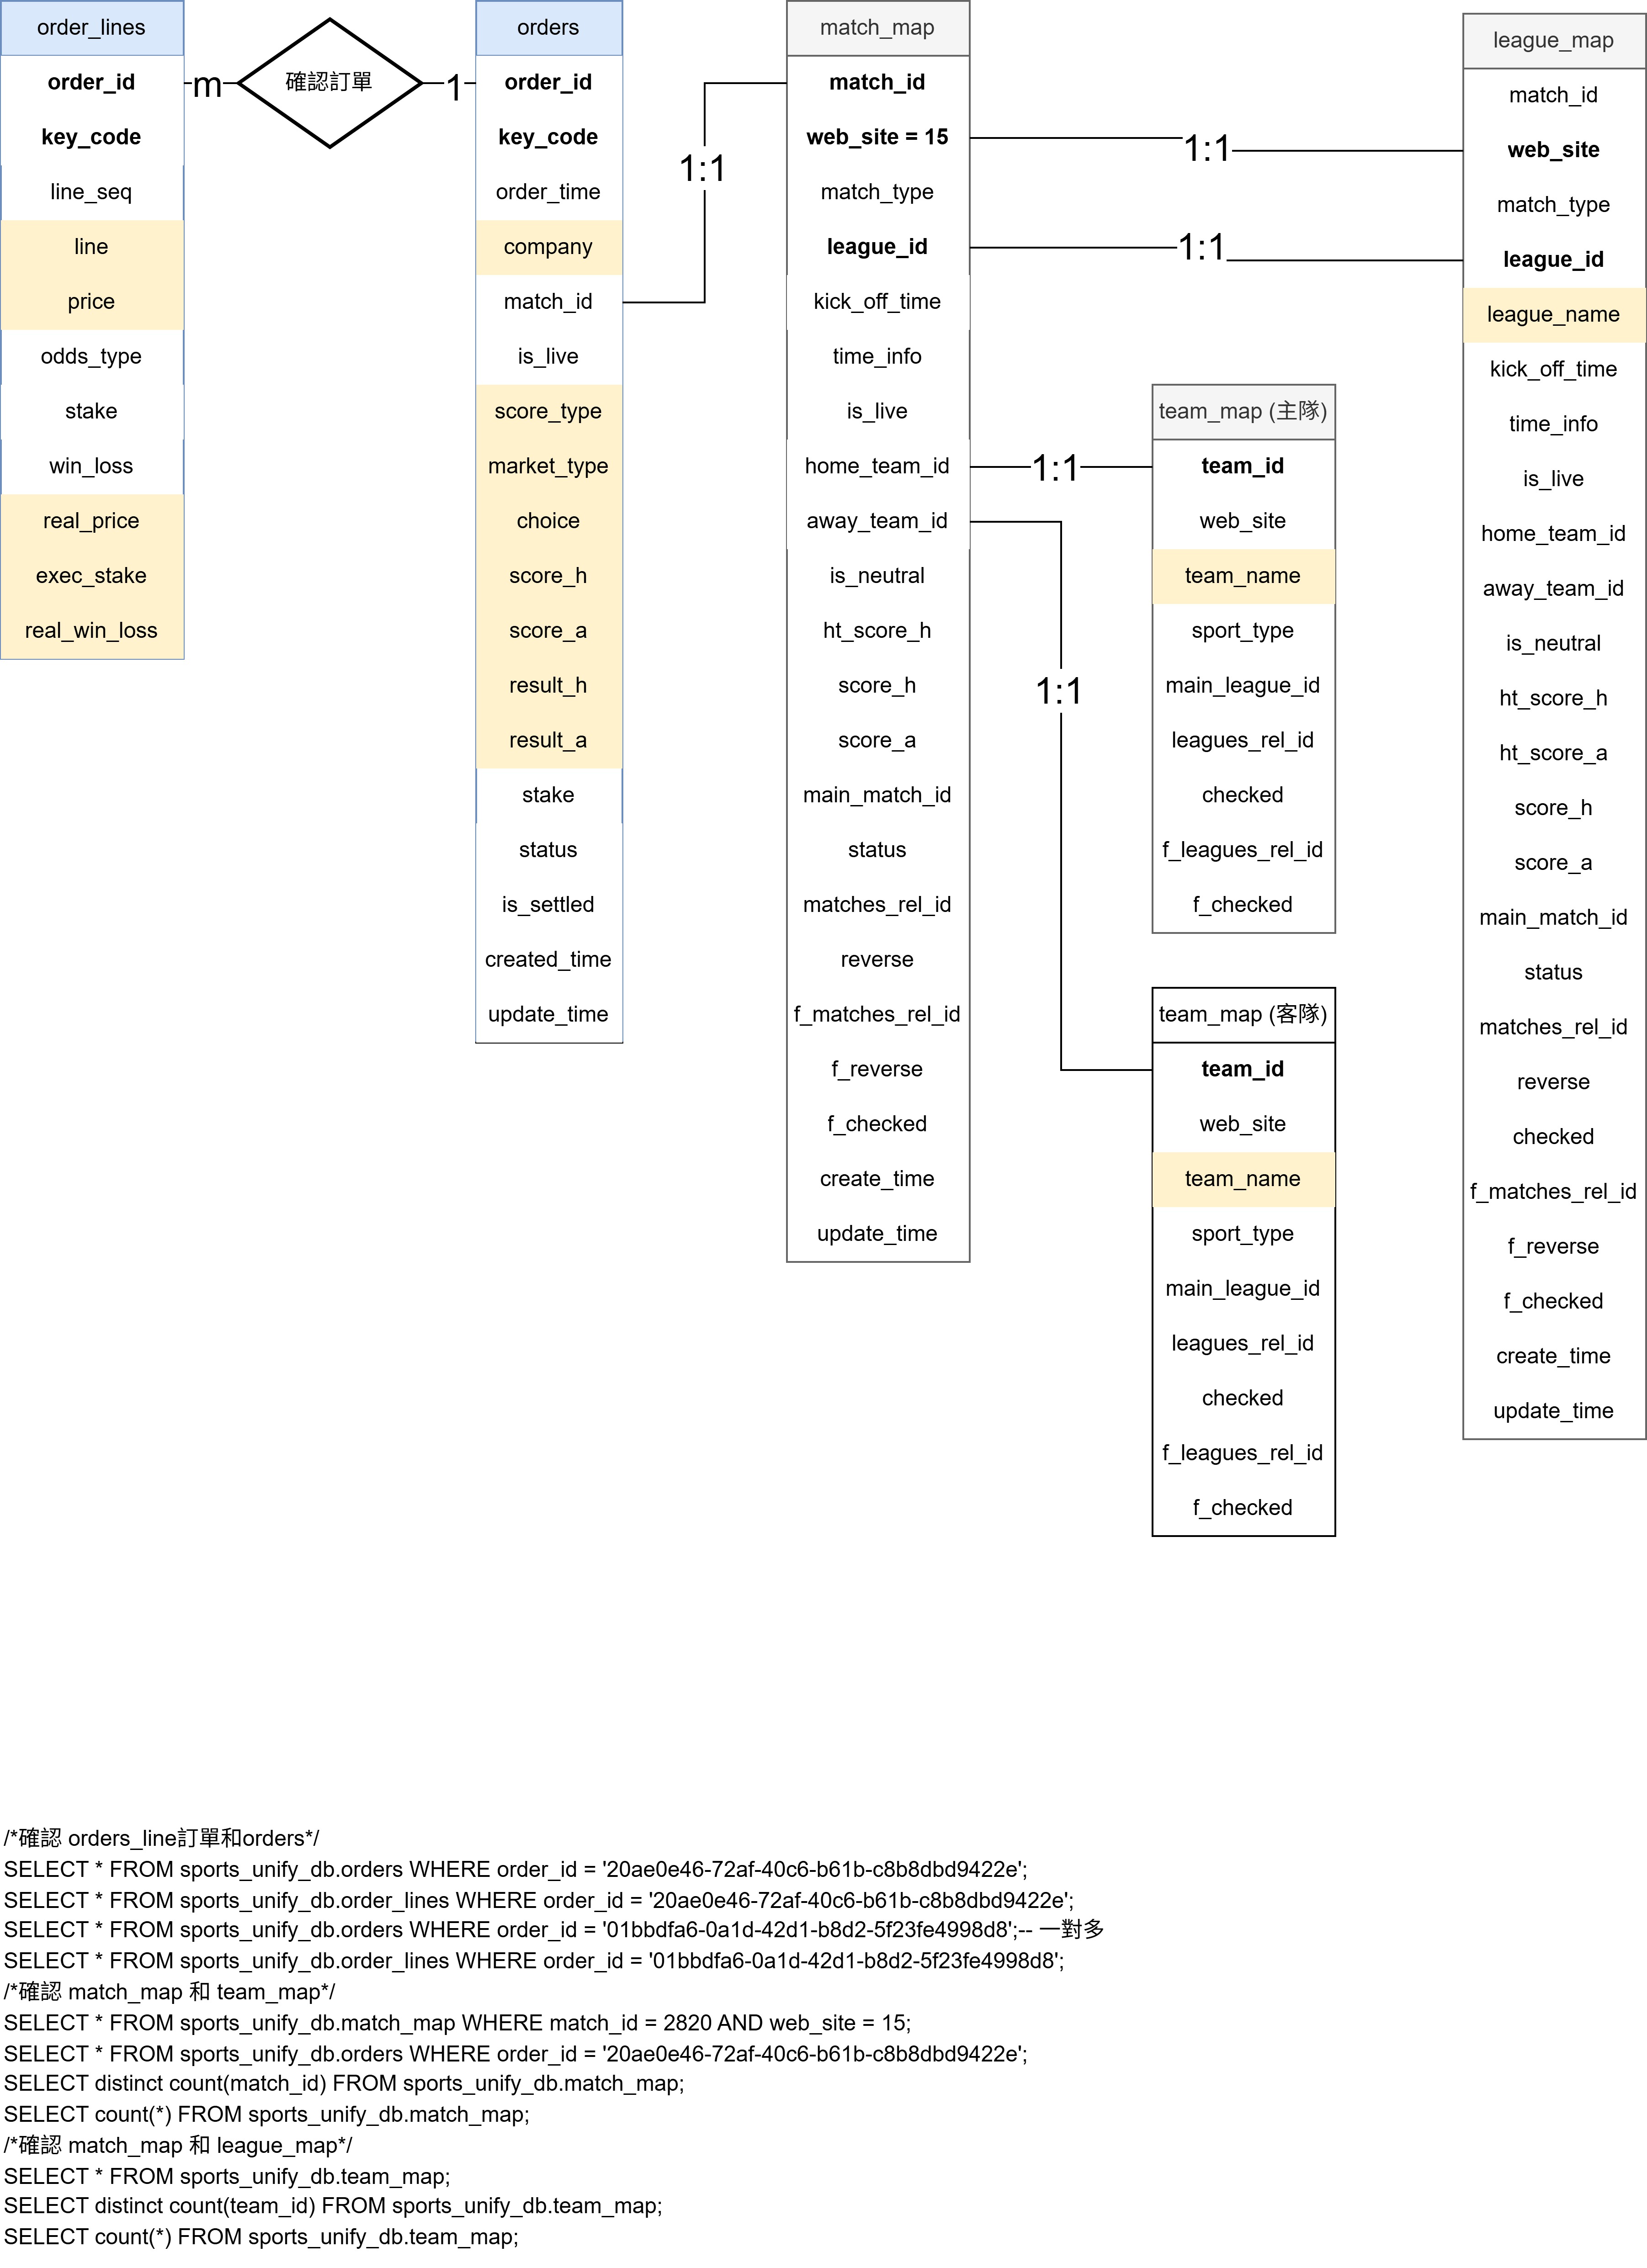 order_lines
order_id
key_code
line_seq
line
price
odds_type
stake
win_loss
real_price
exec_stake
real_win_loss
m
確認訂單
1
orders
order_id
key_code
order_time
company
match_id
is_live
score_type
market_type
choice
score_h
score_a
result_h
result_a
stake
status
is_settled
created_time
update_time
1:1
match_map
match_id
web_site = 15
match_type
league_id
kick_off_time
time_info
is_live
home_team_id
away_team_id
is_neutral
ht_score_h
score_h
score_a
main_match_id
status
matches_rel_id
reverse
f_matches_rel_id
f_reverse
f_checked
create_time
update_time
1:1
1:1
1:1
1:1
team_map (主隊)
team_id
web_site
team_name
sport_type
main_league_id
leagues_rel_id
checked
f_leagues_rel_id
f_checked
team_map (客隊)
team_id
web_site
team_name
sport_type
main_league_id
leagues_rel_id
checked
f_leagues_rel_id
f_checked
league_map
match_id
web_site
match_type
league_id
league_name
kick_off_time
time_info
is_live
home_team_id
away_team_id
is_neutral
ht_score_h
ht_score_a
score_h
score_a
main_match_id
status
matches_rel_id
reverse
checked
f_matches_rel_id
f_reverse
f_checked
create_time
update_time
/*確認 orders_line訂單和orders*/
SELECT * FROM sports_unify_db.orders WHERE order_id = '20ae0e46-72af-40c6-b61b-c8b8dbd9422e';
SELECT * FROM sports_unify_db.order_lines WHERE order_id = '20ae0e46-72af-40c6-b61b-c8b8dbd9422e';
SELECT * FROM sports_unify_db.orders WHERE order_id = '01bbdfa6-0a1d-42d1-b8d2-5f23fe4998d8';-- 一對多
SELECT * FROM sports_unify_db.order_lines WHERE order_id = '01bbdfa6-0a1d-42d1-b8d2-5f23fe4998d8';
/*確認 match_map 和 team_map*/
SELECT * FROM sports_unify_db.match_map WHERE match_id = 2820 AND web_site = 15;
SELECT * FROM sports_unify_db.orders WHERE order_id = '20ae0e46-72af-40c6-b61b-c8b8dbd9422e';
SELECT distinct count(match_id) FROM sports_unify_db.match_map;
SELECT count(*) FROM sports_unify_db.match_map;
/*確認 match_map 和 league_map*/
SELECT * FROM sports_unify_db.team_map;
SELECT distinct count(team_id) FROM sports_unify_db.team_map;
SELECT count(*) FROM sports_unify_db.team_map;